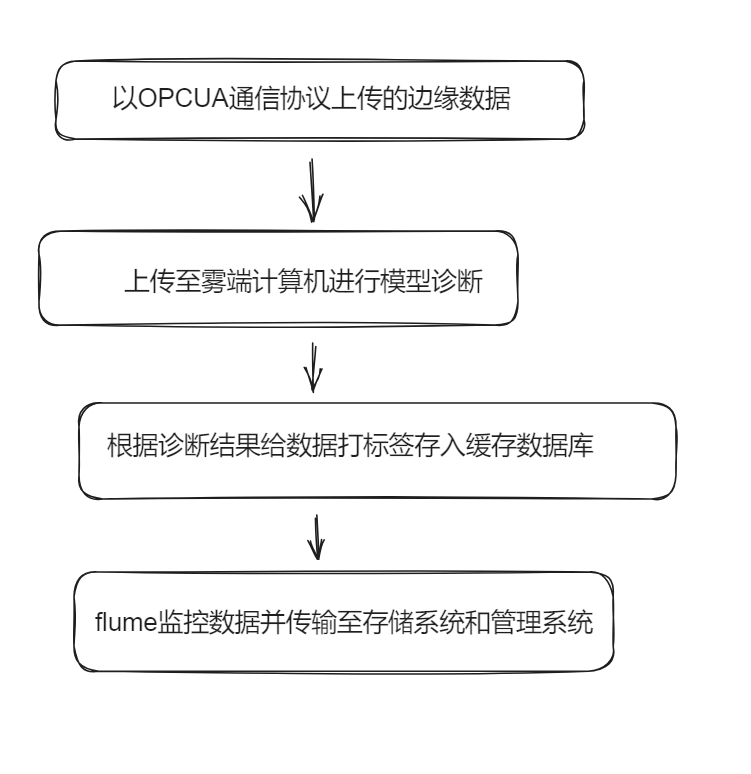 以OPCUA通信协议上传的边缘数据
上传至雾端计算机进行模型诊断
根据诊断结果给数据打标签存入缓存数据库
flume监控数据并传输至存储系统和管理系统